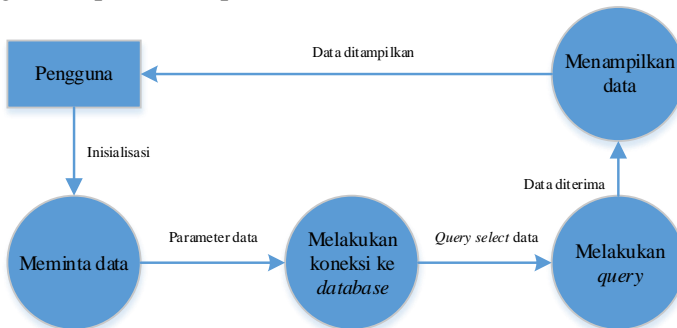 Data ditampilkan
Pengguna
Menampilkan
data
Inisialisasi
Data diterima
Meminta data
Parameter data
Melakukan
koneksi ke
database
Query select data
Melakukan
query